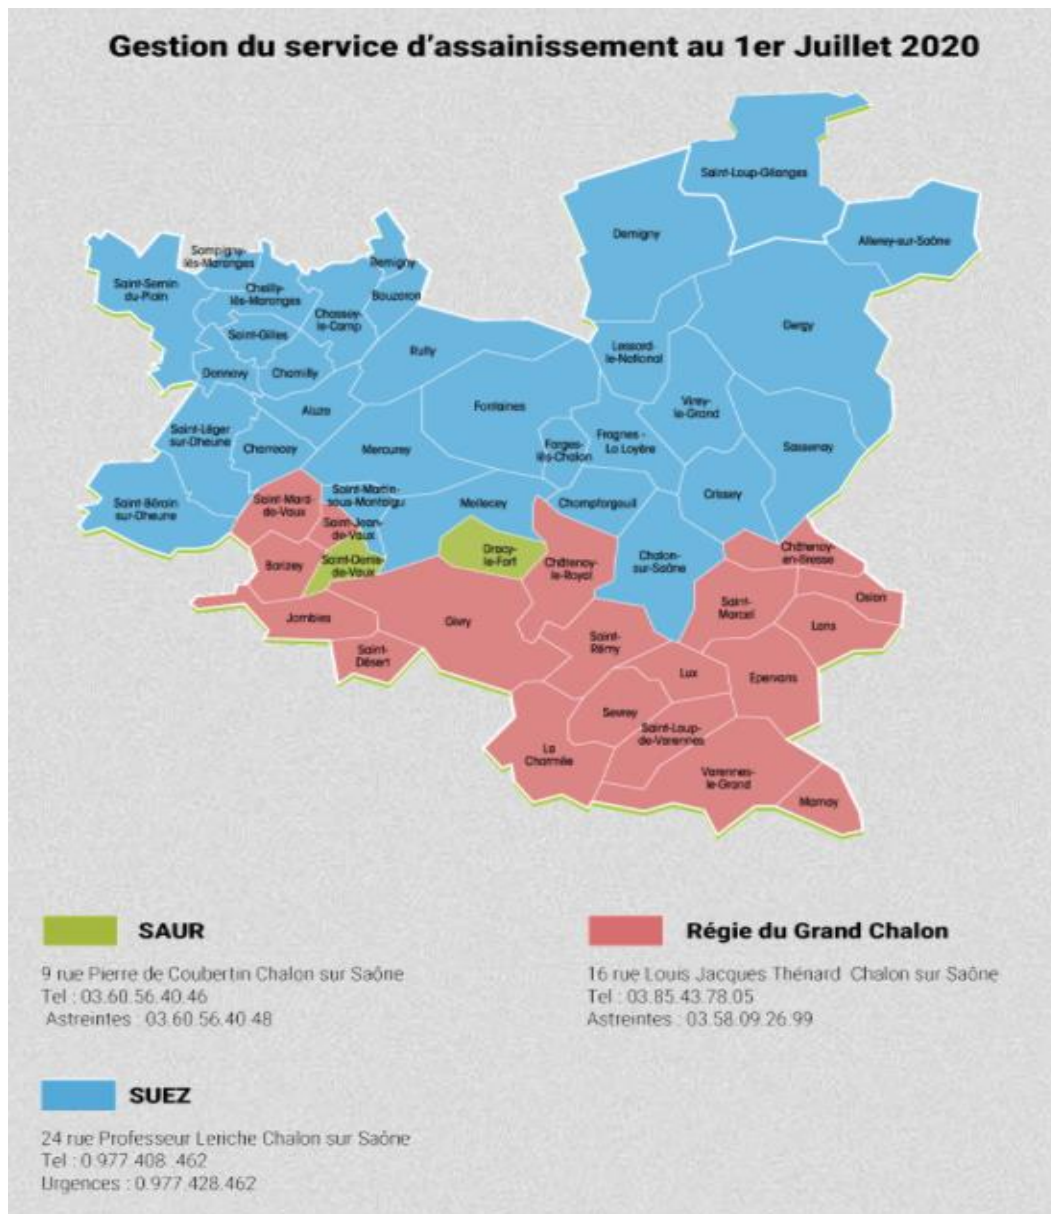 Gestion du service d'assainissement au 1er Juillet 2020
Saint-Loup-Géanges
Demigny
Allerey-sur-Saône
Sampigny-
lès-Maranges
Remigny
Saint-Sernin
du-Plain
Cheilly-
lès-Maranges
Bouzeron
Chassey-
le-Camp
Gergy
Saint-Gilles
Rully
Lessard-
le-National
Dennevy
Chamilly
Aluze
Fontaines
Virey-
le-Grand
Saint-Léger
sur-Dheune
Charrecey
Mercurey
Farges-
lès-Chalon
Fragnes -
La Loyère
Sassenay
Saint-Bérain
sur-Dheune
Saint-Mard-
de-Vaux
Saint-Martin-
sous-Montaigu
Mellecey
Champforgeuil
Crissey
Saint-Jean-
de-Vaux
Barizey
Saint-Denis-
de-Vaux
Dracy-
le-Fort
Châtenoy-
le-Royal
Chalon-
sur-Saône
Châtenoy-
en-Bresse
Jambles
Givry
Saint-
Marcel
Oslon
Lans
Saint-
Désert
Saint-
Rémy
Lux
Epervans
Sevrey
Saint-Loup-
de-Varennes
La
Charmée
Varennes-
le-Grand
Marnay
SAUR
9 rue Pierre de Coubertin Chalon sur Saône
Tel : 03.60.56.40.46
Astreintes : 03.60.56.40.48
Régie du Grand Chalon
16 rue Louis Jacques Thénard Chalon sur Saône
Tel : 03.85.43.78.05
Astreintes : 03.58.09.26.99
SUEZ
24 rue Professeur Leriche Chalon sur Saône
Tel : 0.977 408 462
Urgences : 0.977.428.462